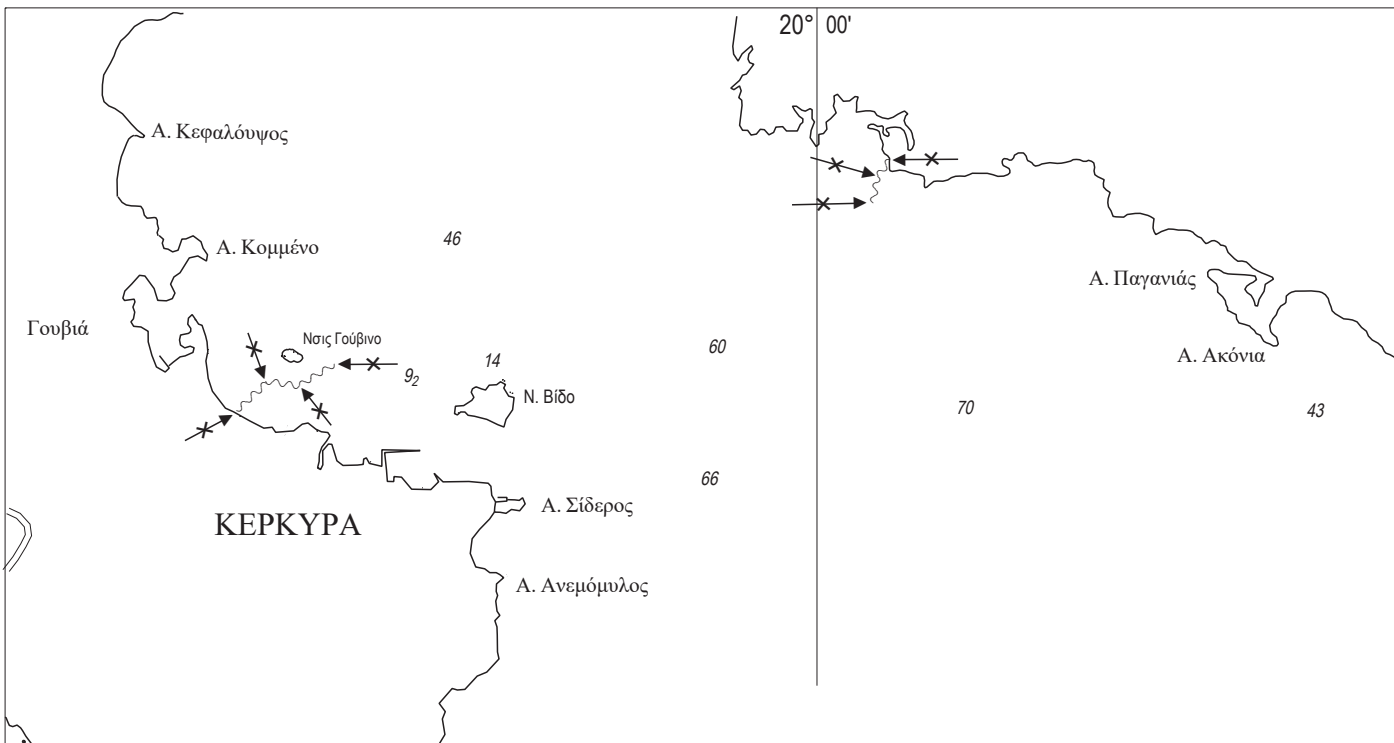 20° 00'
Α. Κεφαλόυψος
Α. Κομμένο
46
Α. Παγανιάς
Γουβιά
Νσις Γούβινο
60
Α. Ακόνια
14
9₂
Ν. Βίδο
70
43
66
Α. Σίδερος
ΚΕΡΚΥΡΑ
Α. Ανεμόμυλος